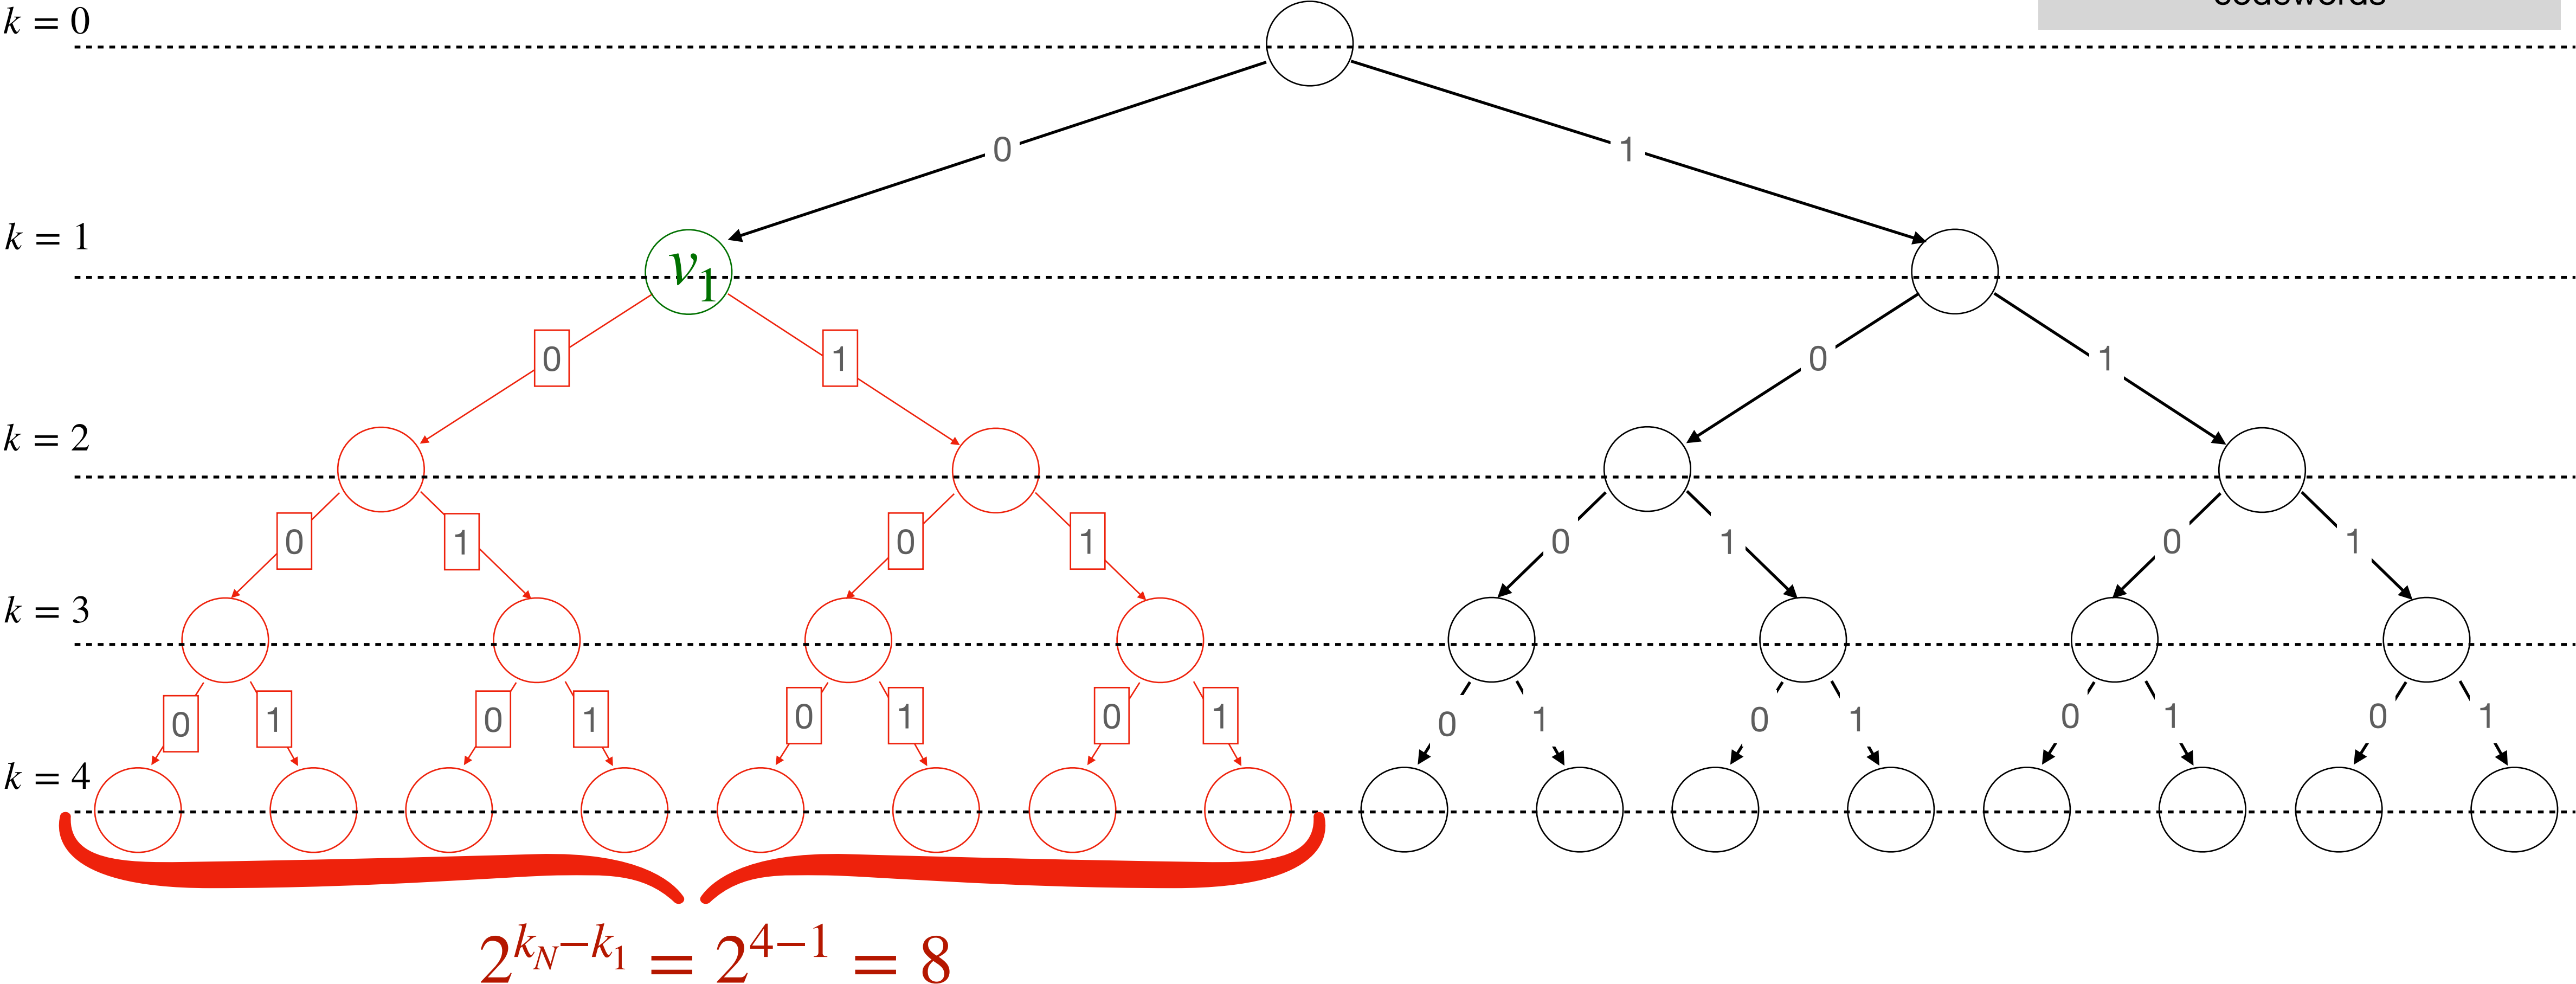 k = 0
0 1
k = 1
v₁
0 1 0 1
k = 2
0 1 0 1 0 1 0 1
k = 3
0 1 0 1 0 1 0 1 0 1 0 1 0 1 0 1
k = 4
2^{k_N−k_1} = 2^{4−1} = 8